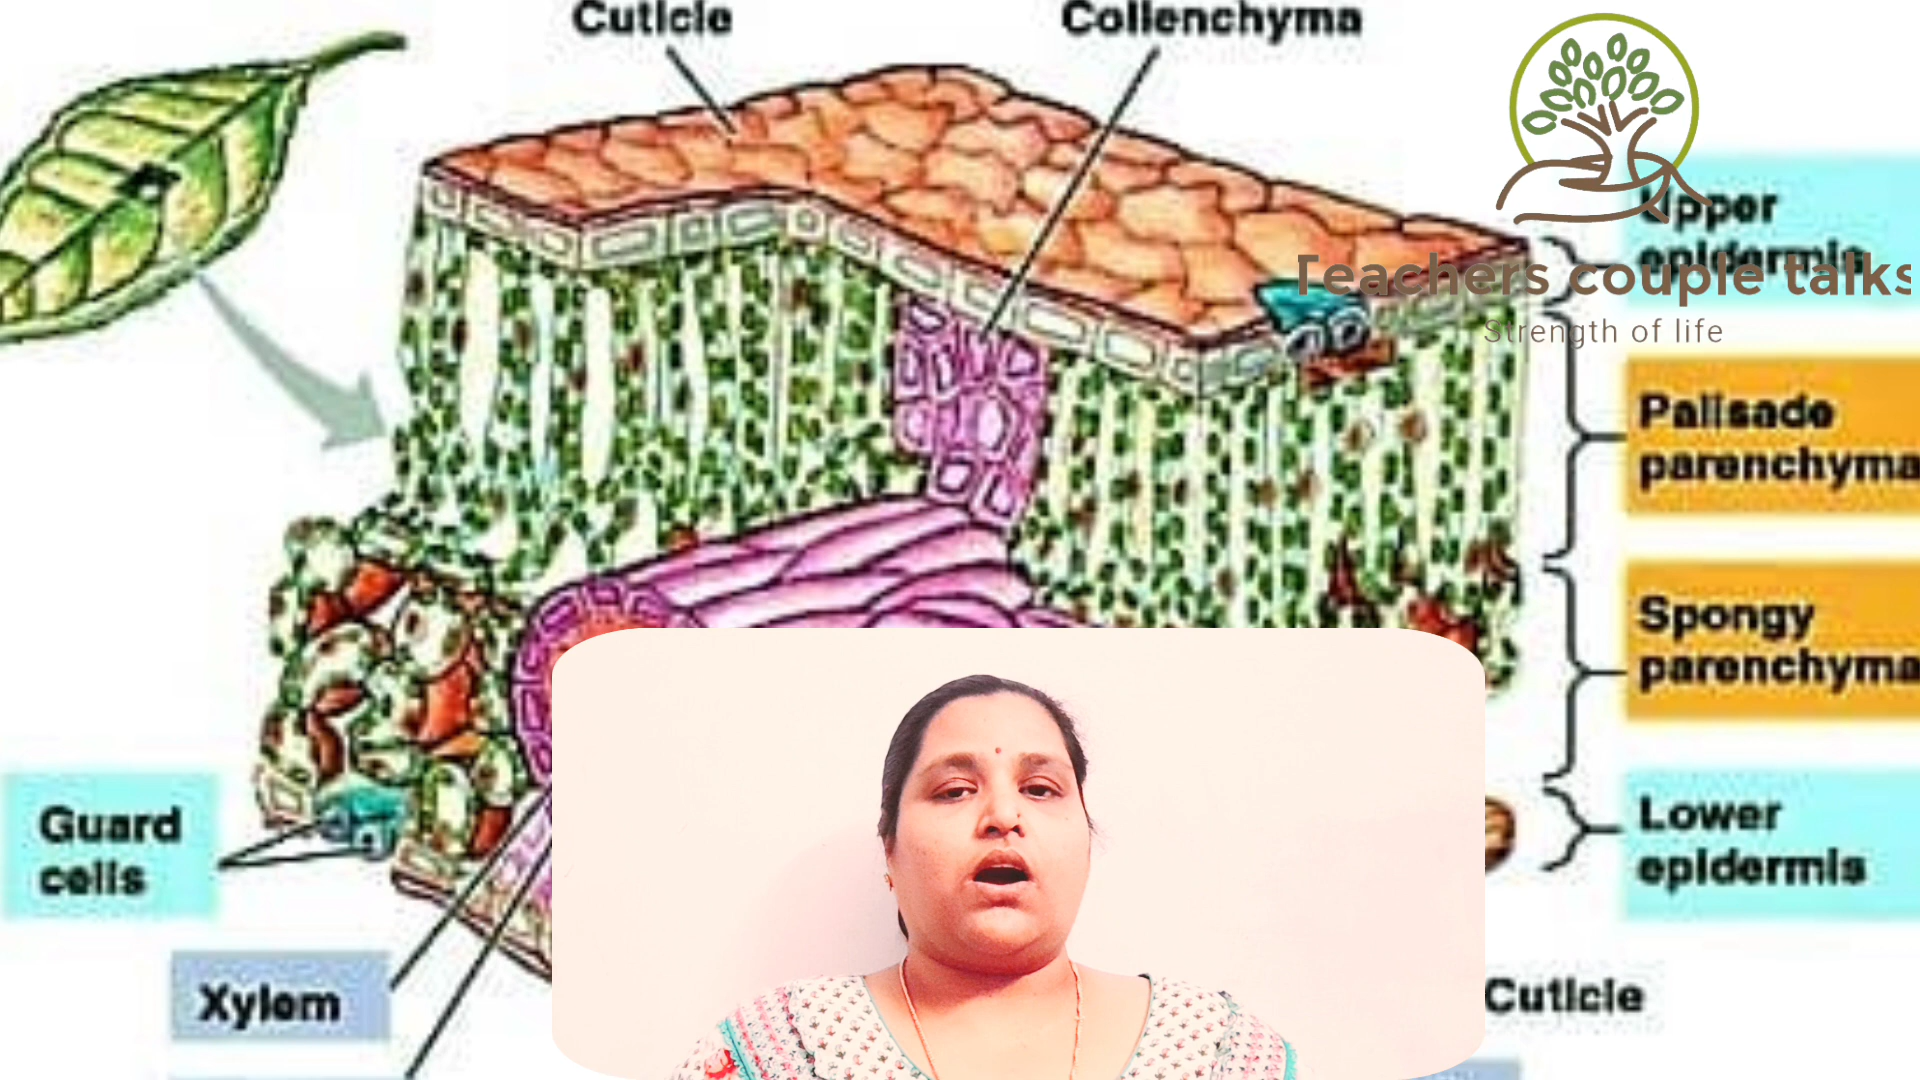 Cuticle
Collenchyma
Upper
epidermis
Teachers couple talks
Strength of life
Palisade
parenchyma
Spongy
parenchyma
Guard
cells
Lower
epidermis
Xylem
Cuticle